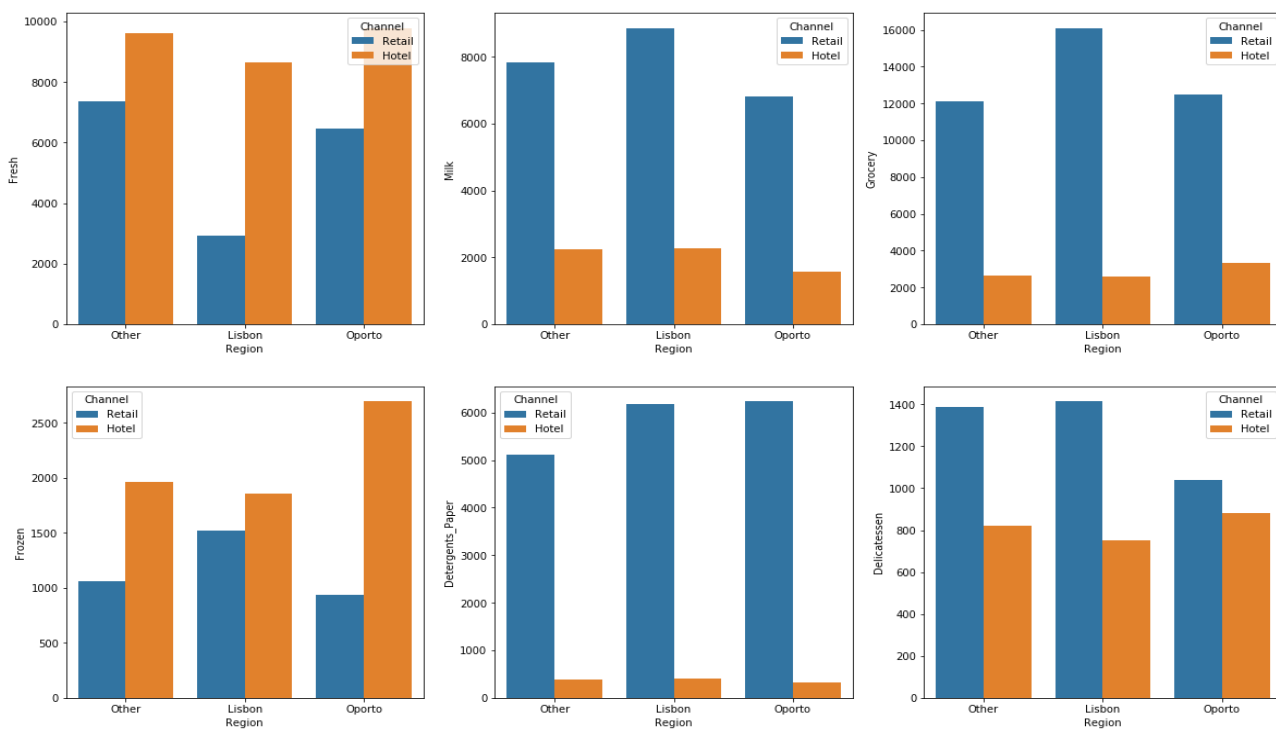 10000
8000
6000
4000
2000
0
Fresh
Channel
Retail
Hotel
Other Lisbon Oporto
Region
8000
6000
4000
2000
0
Milk
Channel
Retail
Hotel
Other Lisbon Oporto
Region
16000
14000
12000
10000
8000
6000
4000
2000
0
Grocery
Channel
Retail
Hotel
Other Lisbon Oporto
Region
2500
2000
1500
1000
500
0
Frozen
Channel
Retail
Hotel
Other Lisbon Oporto
Region
6000
5000
4000
3000
2000
1000
0
Detergents_Paper
Channel
Retail
Hotel
Other Lisbon Oporto
Region
1400
1200
1000
800
600
400
200
0
Delicatessen
Channel
Retail
Hotel
Other Lisbon Oporto
Region